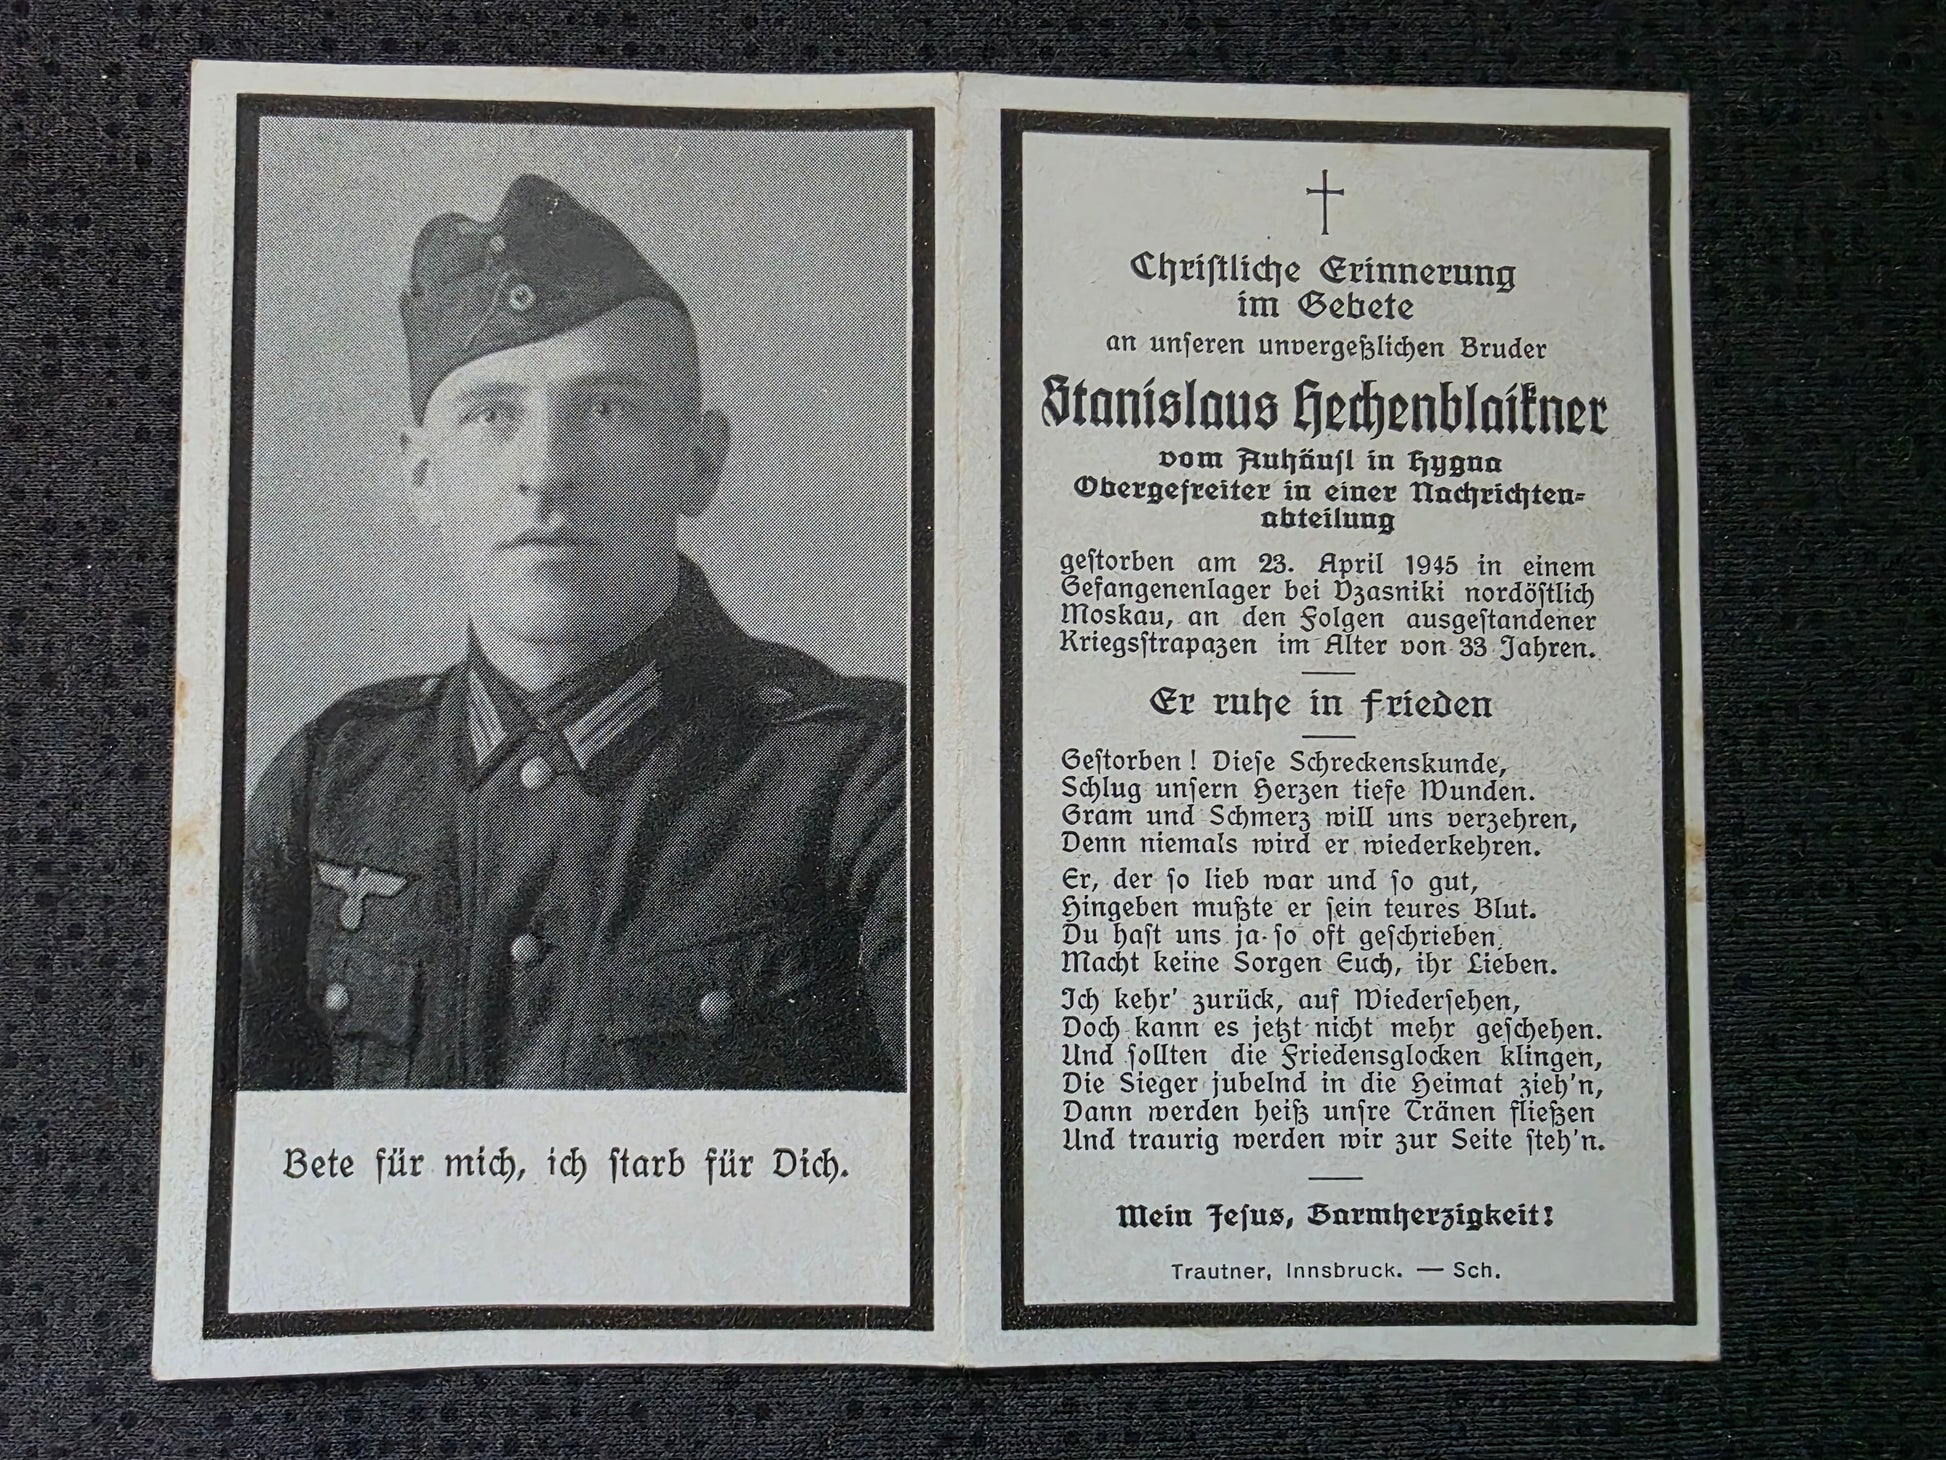 Bete für mich, ich starb für Dich.
Christliche Erinnerung
im Gebete
an unseren unvergeßlichen Bruder
Stanislaus Hechenblaikner
vom Auhäusl in Hygna
Obergefreiter in einer Nachrichten-
abteilung
gestorben am 23. April 1945 in einem
Gefangenenlager bei Dzasniki nordöstlich
Moskau, an den Folgen ausgestandener
Kriegsstrapazen im Alter von 33 Jahren.
Er ruhe in Frieden
Gestorben! Diese Schreckenskunde,
Schlug unsern Herzen tiefe Wunden.
Gram und Schmerz will uns verzehren,
Denn niemals wird er wiederkehren.
Er, der so lieb war und so gut,
Hingeben mußte er sein teures Blut.
Du hast uns ja so oft geschrieben,
Macht keine Sorgen Euch, ihr Lieben.
Ich kehr' zurück, auf Wiedersehen,
Doch kann es jetzt nicht mehr geschehen.
Und sollten die Friedensglocken klingen,
Die Sieger jubelnd in die Heimat zieh'n,
Dann werden heiß unsre Tränen fließen
Und traurig werden wir zur Seite steh'n.
Mein Jesus, Barmherzigkeit!
Trautner, Innsbruck. — Sch.